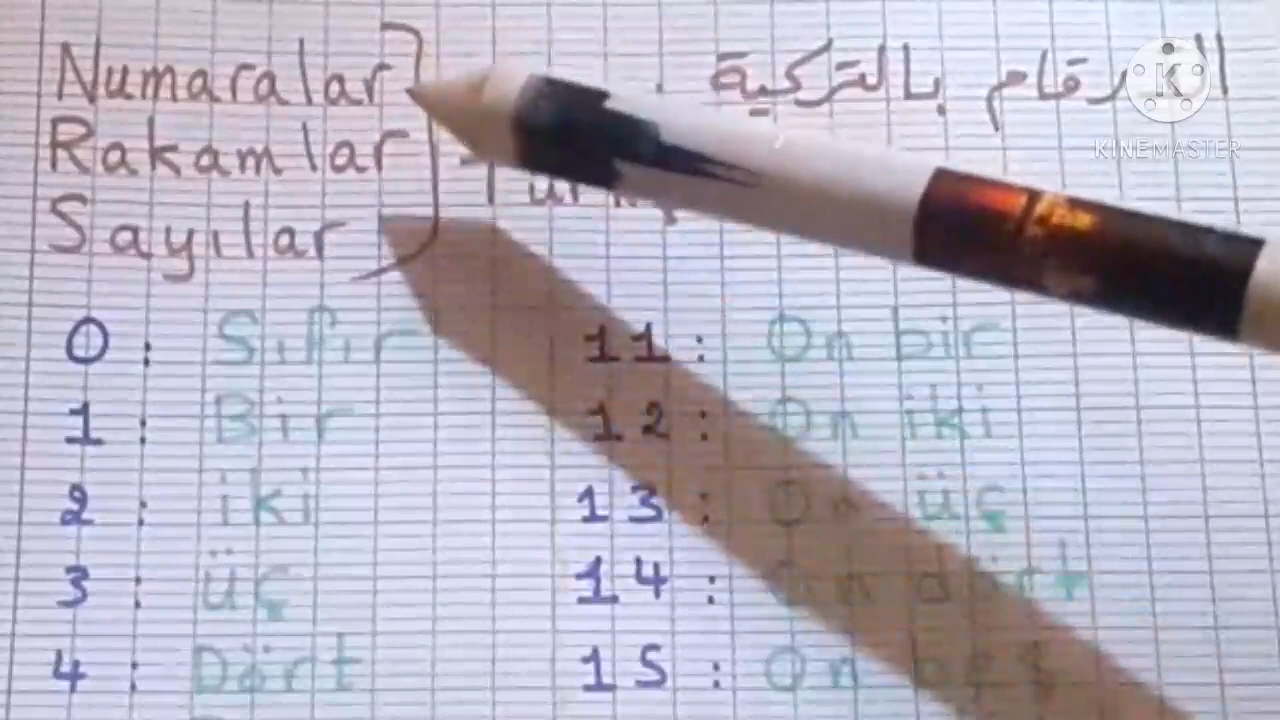 Numaralar
الأرقام بالتركية
Rakamlar
Sayılar
KINEMASTER
0 : Sıfır
11 : On bir
1 : Bir
12 : On iki
2 : iki
13 : On üç
3 : üç
14 : On dört
4 : Dört
15 : On beş